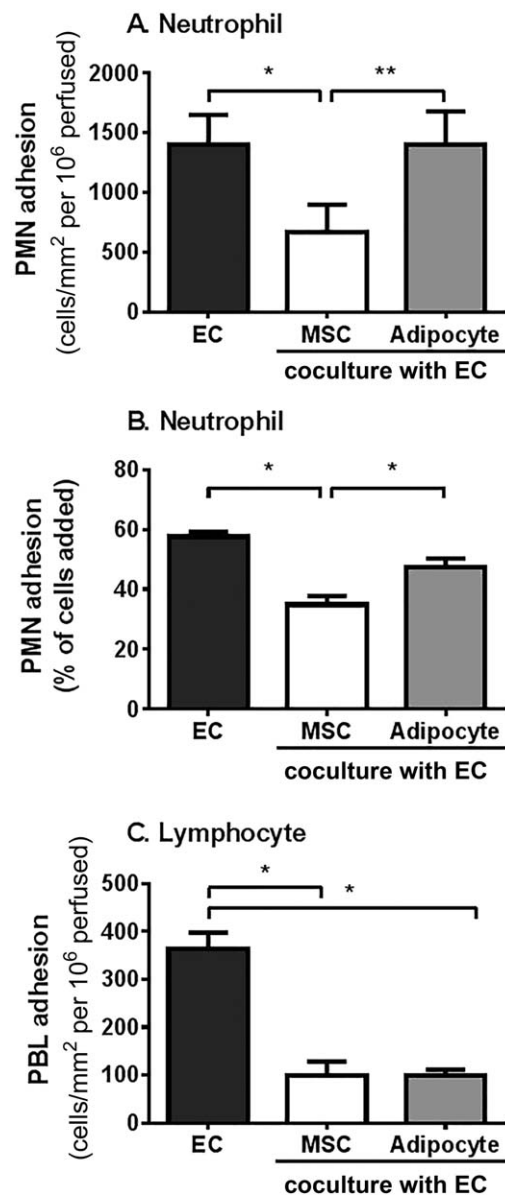 A. Neutrophil
PMN adhesion
(cells/mm² per 10⁶ perfused)
2000
1500
1000
500
0
*
**
EC
MSC
Adipocyte
coculture with EC
B. Neutrophil
PMN adhesion
(% of cells added)
80
60
40
20
0
*
*
EC
MSC
Adipocyte
coculture with EC
C. Lymphocyte
PBL adhesion
(cells/mm² per 10⁶ perfused)
500
400
300
200
100
0
*
*
EC
MSC
Adipocyte
coculture with EC